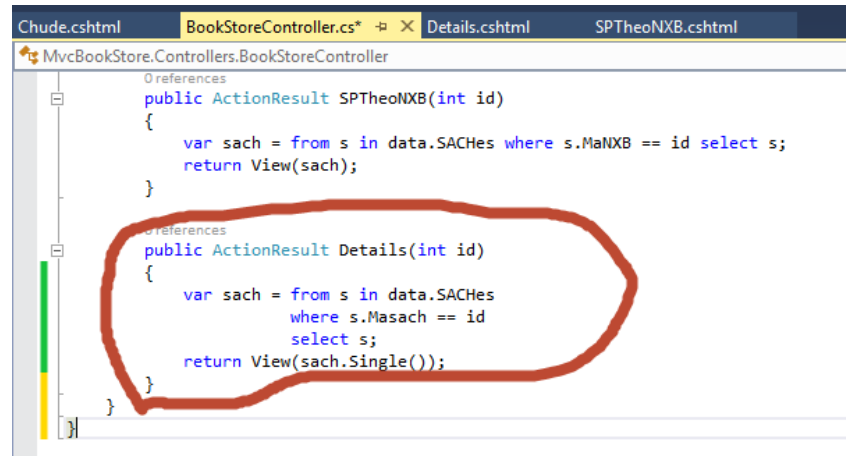 Chude.cshtml BookStoreController.cs* Details.cshtml SPTheoNXB.cshtml
MvcBookStore.Controllers.BookStoreController
0 references
public ActionResult SPTheoNXB(int id)
{
var sach = from s in data.SACHes where s.MaNXB == id select s;
return View(sach);
}
0 references
public ActionResult Details(int id)
{
var sach = from s in data.SACHes
where s.Masach == id
select s;
return View(sach.Single());
}
}
}